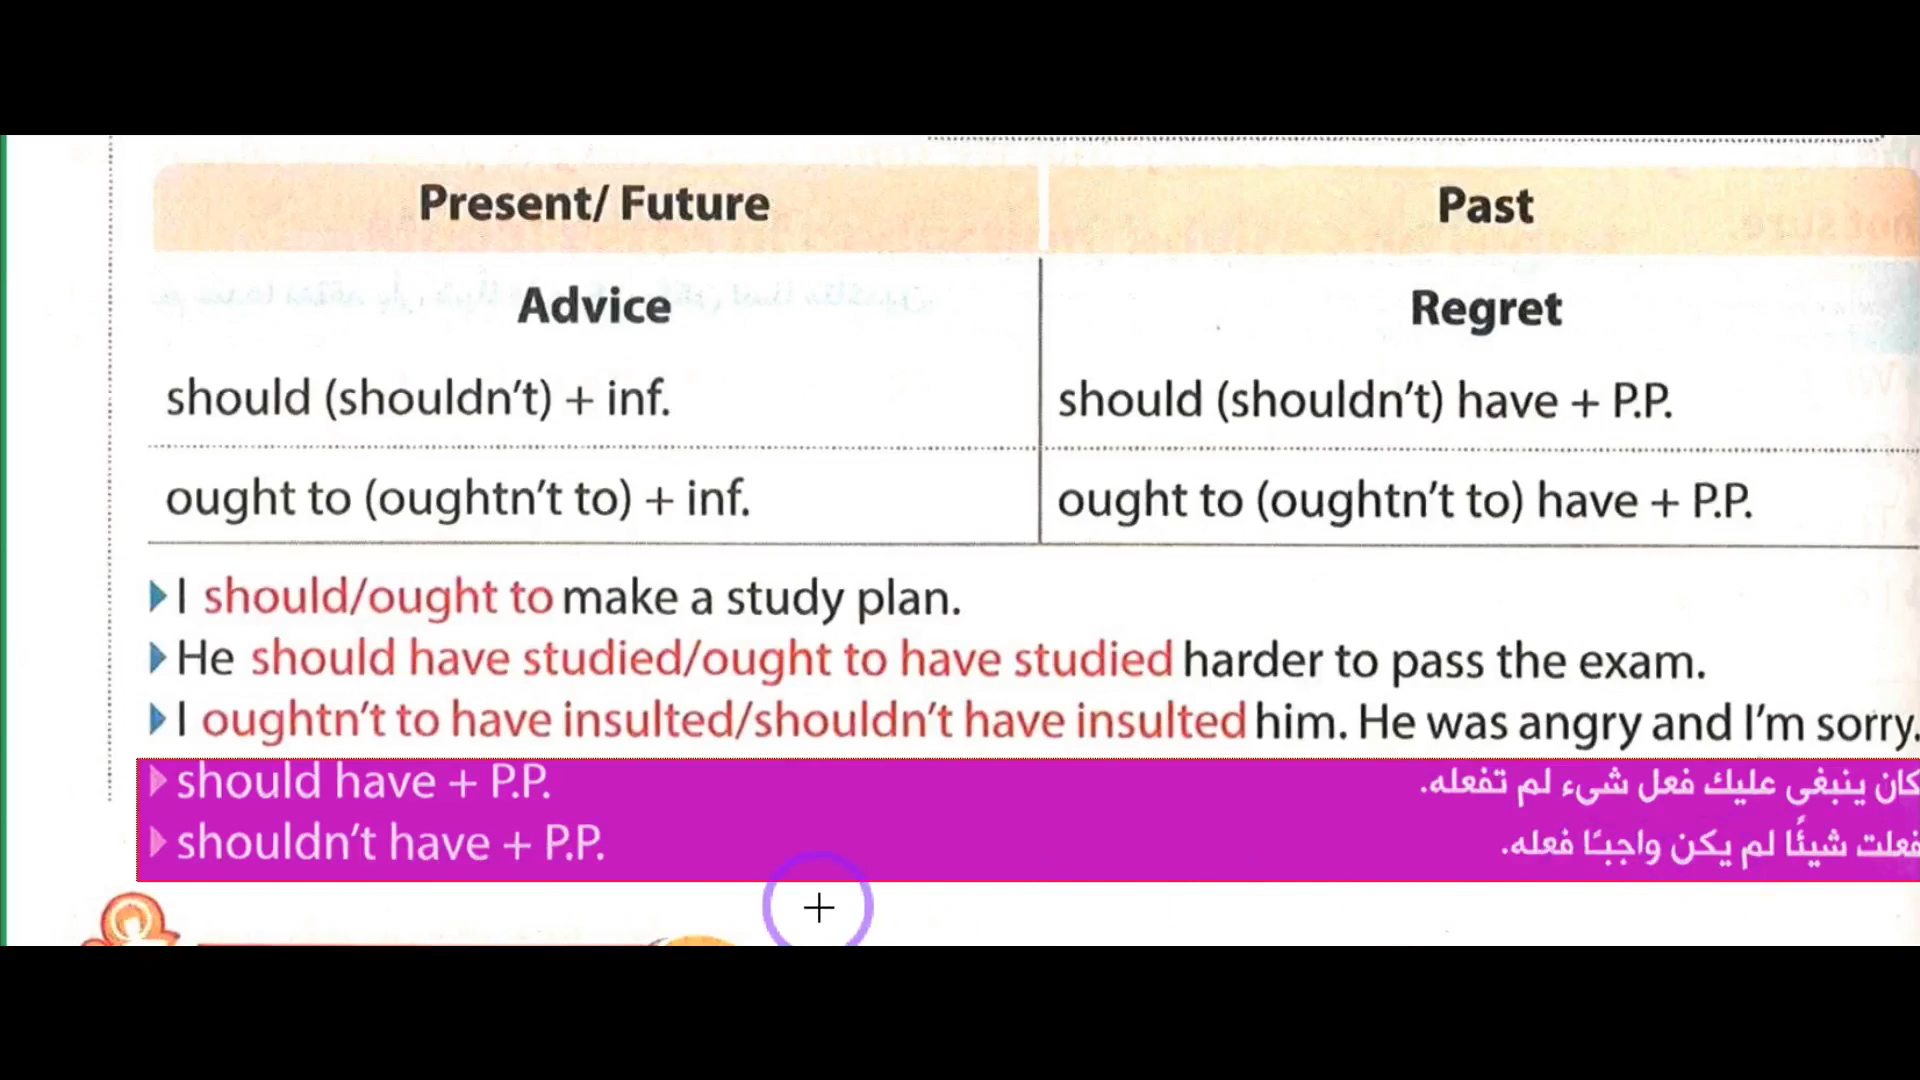 Present/ Future Past
Advice Regret
should (shouldn't) + inf. should (shouldn't) have + P.P.
ought to (oughtn't to) + inf. ought to (oughtn't to) have + P.P.
I should/ought to make a study plan.
He should have studied/ought to have studied harder to pass the exam.
I oughtn't to have insulted/shouldn't have insulted him. He was angry and I'm sorry.
should have + P.P. كان ينبغى عليك فعل شىء لم تفعله.
shouldn't have + P.P. فعلت شيئًا لم يكن واجبًا فعله.